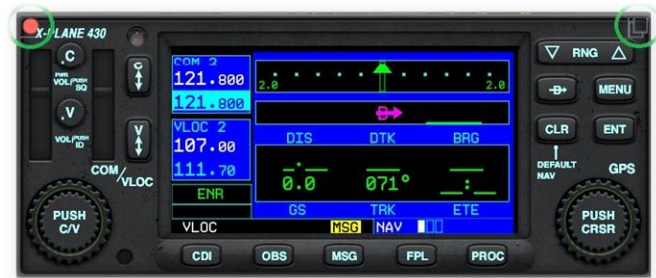 X-PLANE 430
.C
PWR
VOL/PUSH
SQ
C
.V
VOL/PUSH
ID
V
COM/VLOC
PUSH
C/V
COM 2
121.800
121.800
VLOC 2
107.00
111.70
ENR
VLOC
2.0 2.0
DIS DTK BRG
0.0 071° __:__
GS TRK ETE
MSG NAV
CDI OBS MSG FPL PROC
RNG
D MENU
CLR ENT
DEFAULT
NAV
GPS
PUSH
CRSR